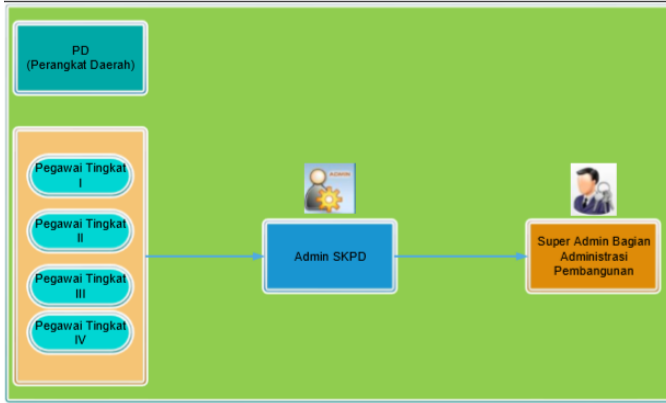 PD
(Perangkat Daerah)
Pegawai Tingkat
I
Pegawai Tingkat
II
Pegawai Tingkat
III
Pegawai Tingkat
IV
ADMIN
Admin SKPD
Super Admin Bagian
Administrasi
Pembangunan